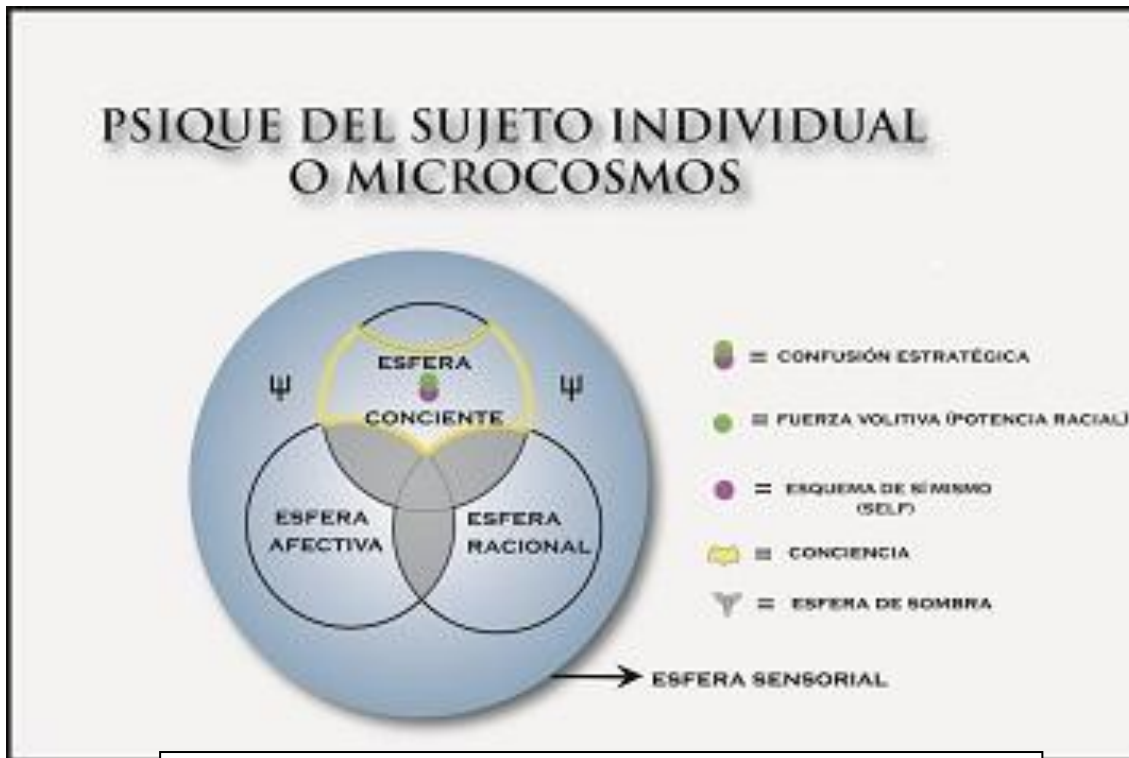 PSIQUE DEL SUJETO INDIVIDUAL
O MICROCOSMOS
ESFERA
Ψ
Ψ
CONCIENTE
ESFERA
AFECTIVA
ESFERA
RACIONAL
= CONFUSIÓN ESTRATÉGICA
= FUERZA VOLITIVA (POTENCIA RACIAL)
= ESQUEMA DE SÍ MISMO
(SELF)
= CONCIENCIA
= ESFERA DE SOMBRA
ESFERA SENSORIAL